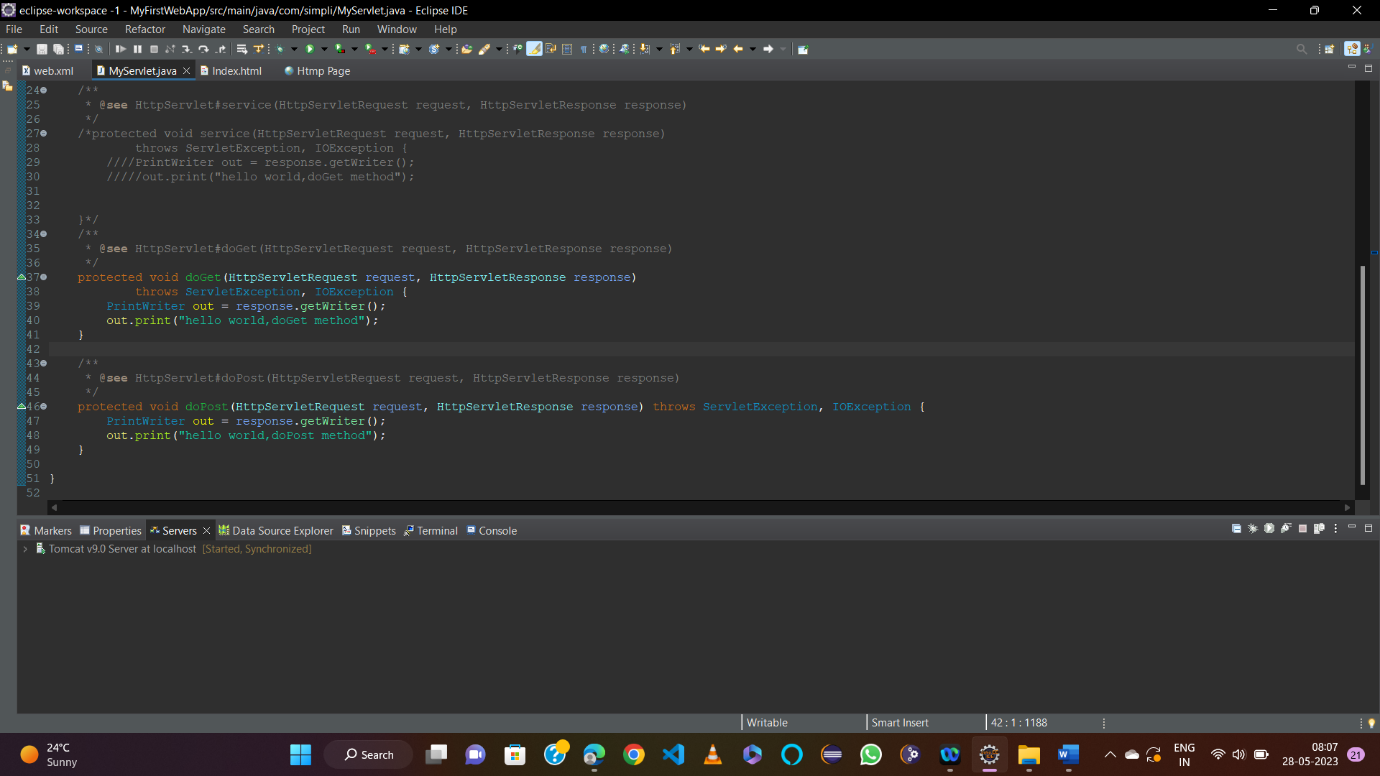 eclipse-workspace -1 - MyFirstWebApp/src/main/java/com/simpli/MyServlet.java - Eclipse IDE
File Edit Source Refactor Navigate Search Project Run Window Help
web.xml MyServlet.java Index.html Htmp Page
24 /**
25 * @see HttpServlet#service(HttpServletRequest request, HttpServletResponse response)
26 */
27 /*protected void service(HttpServletRequest request, HttpServletResponse response)
28 throws ServletException, IOException {
29 ////PrintWriter out = response.getWriter();
30 /////out.print("hello world,doGet method");
31
32
33 }*/
34 /**
35 * @see HttpServlet#doGet(HttpServletRequest request, HttpServletResponse response)
36 */
37 protected void doGet(HttpServletRequest request, HttpServletResponse response)
38 throws ServletException, IOException {
39 PrintWriter out = response.getWriter();
40 out.print("hello world,doGet method");
41 }
42
43 /**
44 * @see HttpServlet#doPost(HttpServletRequest request, HttpServletResponse response)
45 */
46 protected void doPost(HttpServletRequest request, HttpServletResponse response) throws ServletException, IOException {
47 PrintWriter out = response.getWriter();
48 out.print("hello world,doPost method");
49 }
50
51 }
52
Markers Properties Servers Data Source Explorer Snippets Terminal Console
Tomcat v9.0 Server at localhost [Started, Synchronized]
Writable Smart Insert 42 : 1 : 1188
24°C
Sunny
Search
ENG
IN
08:07
28-05-2023
21